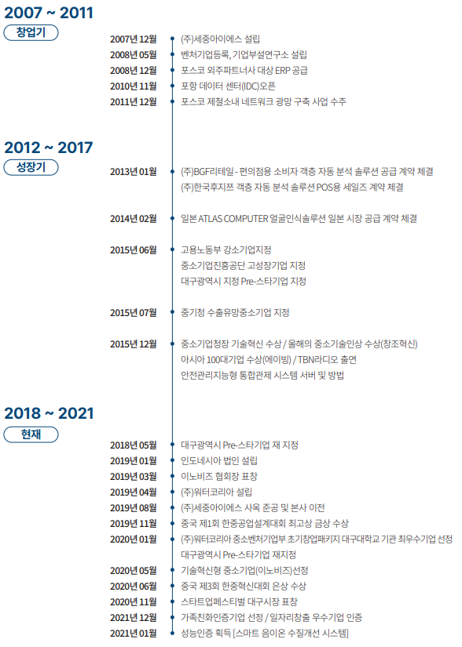 2007 ~ 2011
창업기
2007년 12월 (주)세중아이에스 설립
2008년 05월 벤처기업등록, 기업부설연구소 설립
2008년 12월 포스코 외주파트너사 대상 ERP 공급
2010년 11월 포항 데이터 센터(IDC)오픈
2011년 12월 포스코 제철소내 네트워크 광망 구축 사업 수주
2012 ~ 2017
성장기
2013년 01월 (주)BGF리테일 - 편의점용 소비자 객층 자동 분석 솔루션 공급 계약 체결
(주)한국후지쯔 객층 자동 분석 솔루션 POS용 세일즈 계약 체결
2014년 02월 일본 ATLAS COMPUTER 얼굴인식솔루션 일본 시장 공급 계약 체결
2015년 06월 고용노동부 강소기업지정
중소기업진흥공단 고성장기업 지정
대구광역시 지정 Pre-스타기업 지정
2015년 07월 중기청 수출유망중소기업 지정
2015년 12월 중소기업청장 기술혁신 수상 / 올해의 중소기술인상 수상(창조혁신)
아시아 100대기업 수상(에이빙) / TBN라디오 출연
안전관리지능형 통합관제 시스템 서버 및 방법
2018 ~ 2021
현재
2018년 05월 대구광역시 Pre-스타기업 재 지정
2019년 01월 인도네시아 법인 설립
2019년 03월 이노비즈 협회장 표창
2019년 04월 (주)워터코리아 설립
2019년 08월 (주)세중아이에스 사옥 준공 및 본사 이전
2019년 11월 중국 제1회 한중공업설계대회 최고상 금상 수상
2020년 01월 (주)워터코리아 중소벤처기업부 초기창업패키지 대구대학교 기관 최우수기업 선정
대구광역시 Pre-스타기업 재지정
2020년 05월 기술혁신형 중소기업(이노비즈)선정
2020년 06월 중국 제3회 한중혁신대회 은상 수상
2020년 11월 스타트업페스티벌 대구시장 표창
2021년 12월 가족친화인증기업 선정 / 일자리창출 우수기업 인증
2021년 01월 성능인증 획득 [스마트 음이온 수질개선 시스템]